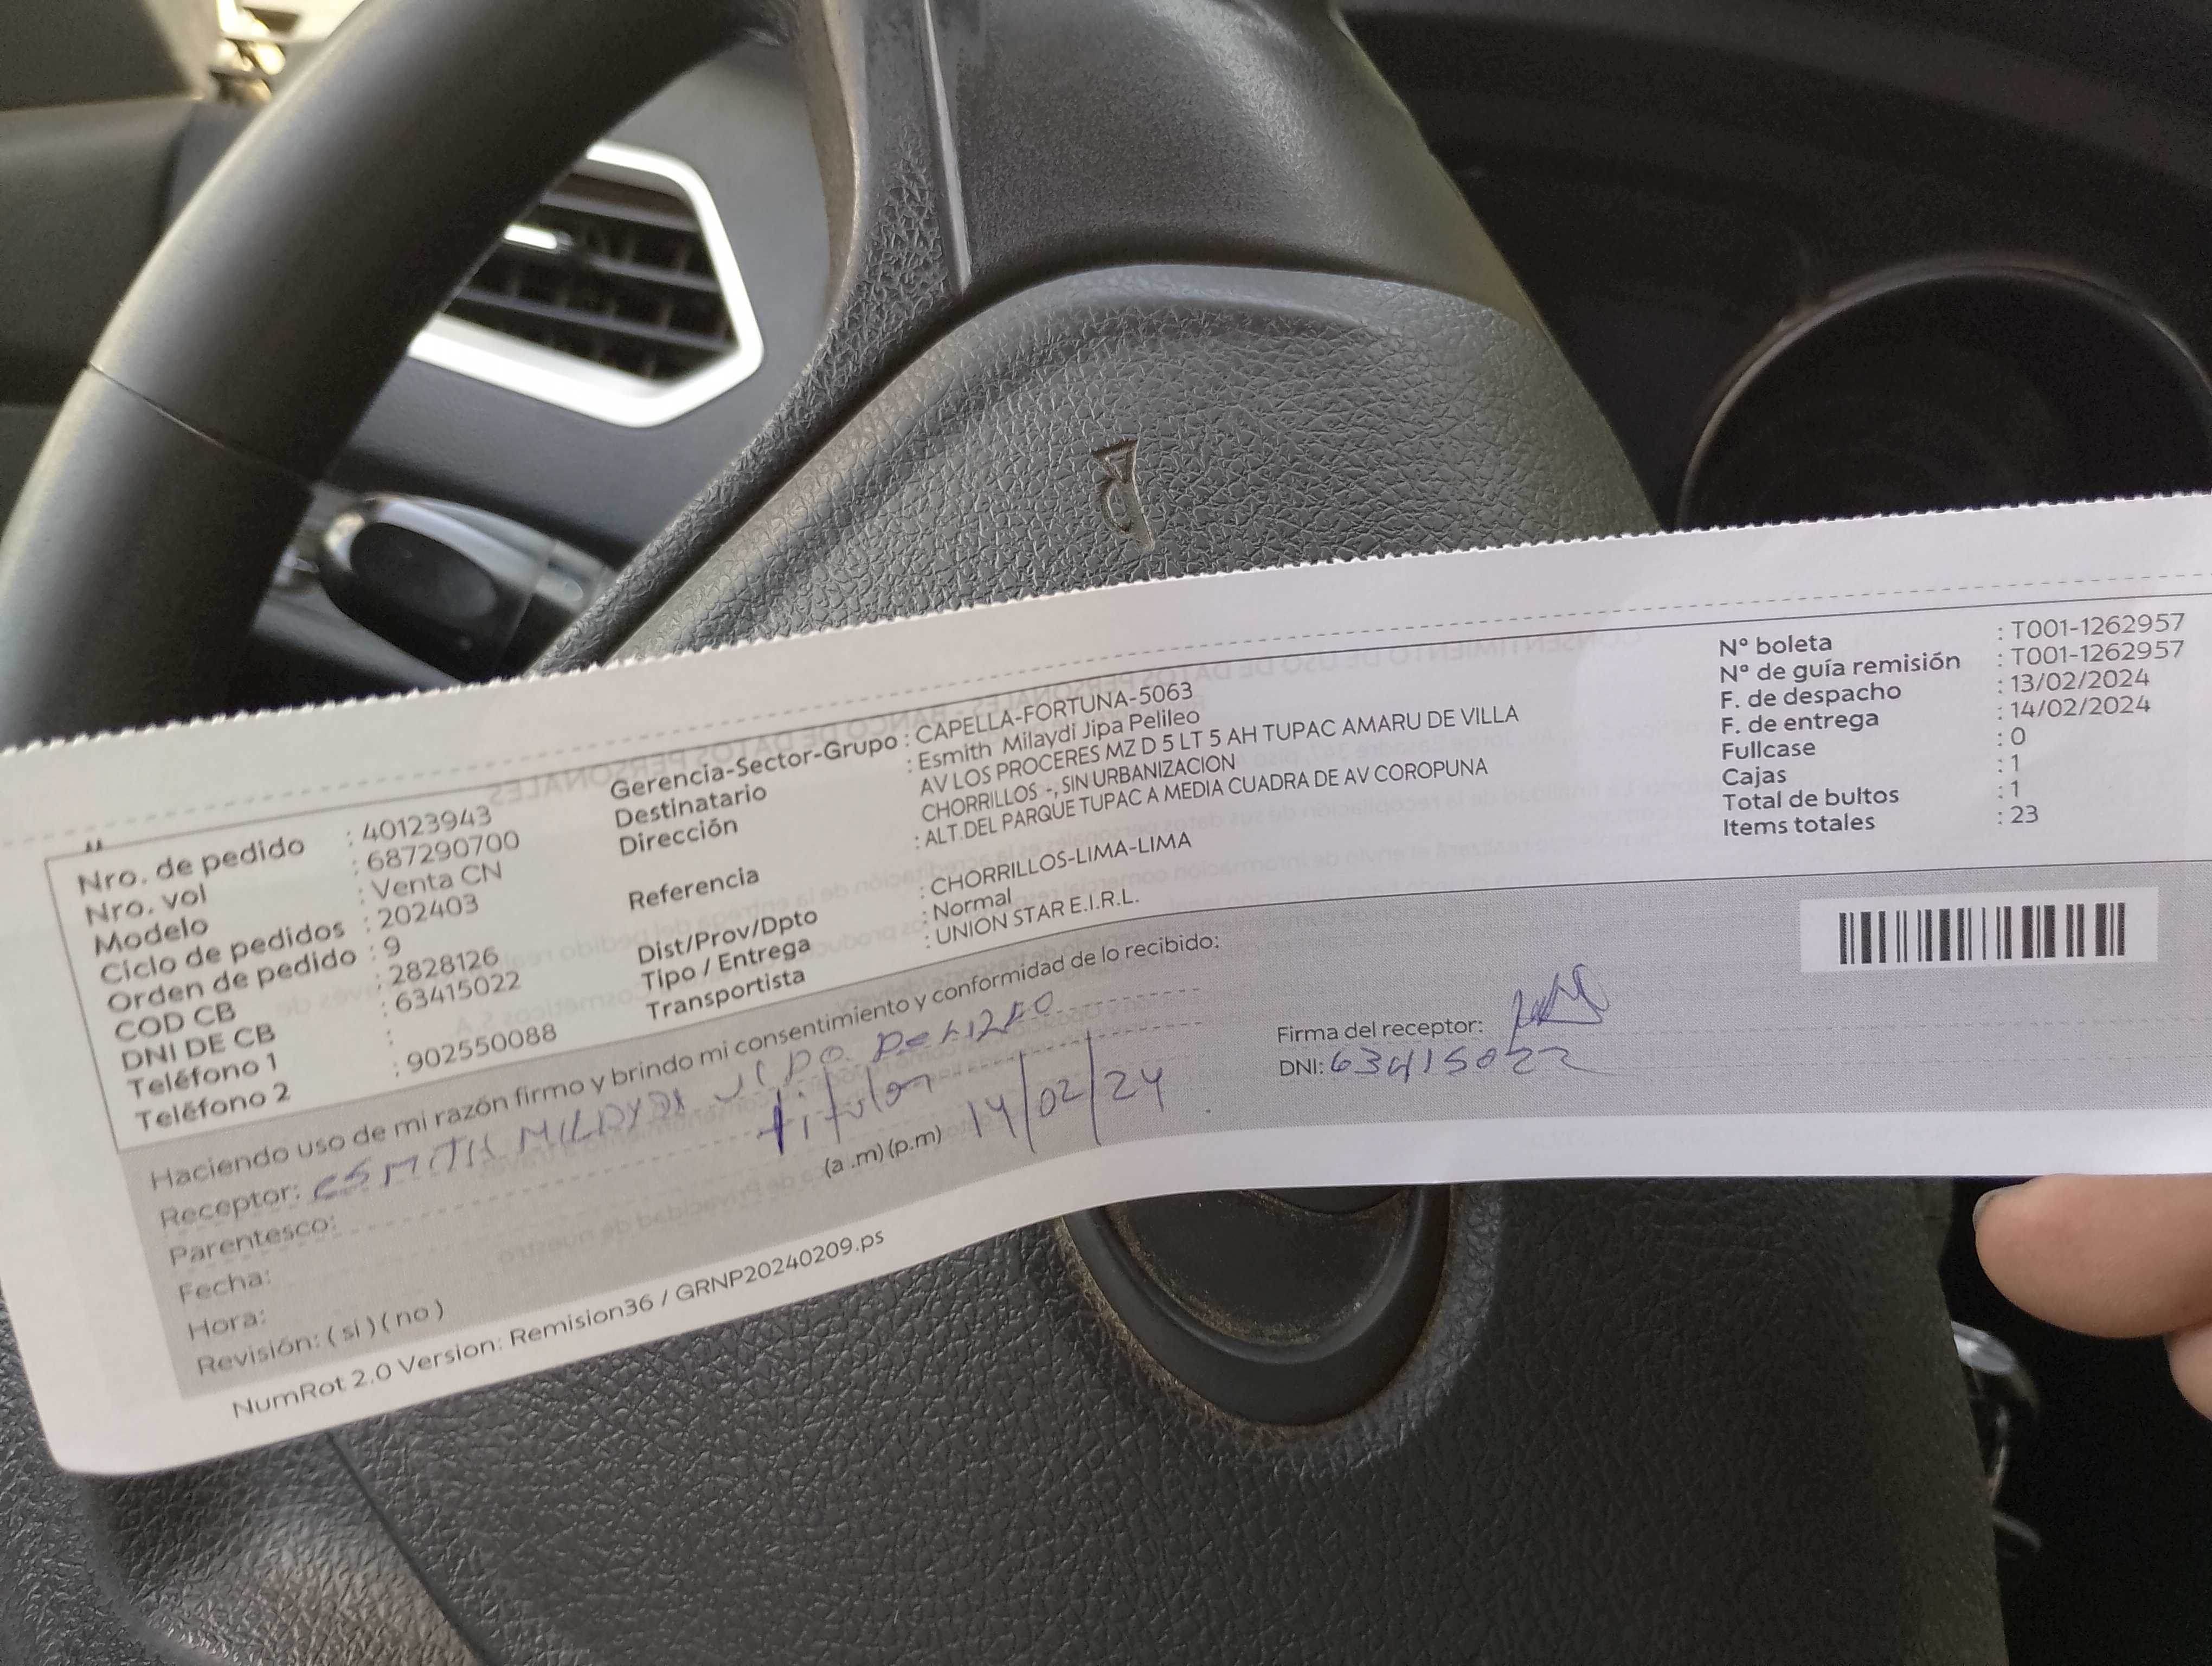 Nro. de pedido : 40123943
Nro. vol : 687290700
Modelo : Venta CN
Ciclo de pedidos : 202403
Orden de pedido : 9
COD CB : 2828126
DNI DE CB : 63415022
Teléfono 1 :
Teléfono 2 : 902550088
Gerencia-Sector-Grupo : CAPELLA-FORTUNA-5063
Destinatario : Esmith Milaydi Jipa Pelileo
Dirección AV LOS PROCERES MZ D 5 LT 5 AH TUPAC AMARU DE VILLA
CHORRILLOS -, SIN URBANIZACION
Referencia : ALT.DEL PARQUE TUPAC A MEDIA CUADRA DE AV COROPUNA
Dist/Prov/Dpto : CHORRILLOS-LIMA-LIMA
Tipo / Entrega : Normal
Transportista : UNION STAR E.I.R.L.
Nº boleta : T001-1262957
Nº de guía remisión : T001-1262957
F. de despacho : 13/02/2024
F. de entrega : 14/02/2024
Fullcase : 0
Cajas : 1
Total de bultos : 1
Items totales : 23
Haciendo uso de mi razón firmo y brindo mi consentimiento y conformidad de lo recibido:
Receptor: ESMITH
Parentesco: titular
Fecha: 14/02/24
Hora: (a .m) (p.m)
Revisión: ( si ) ( no )
Firma del receptor:
DNI: 63415022
NumRot 2.0 Version: Remision36 / GRNP20240209.ps